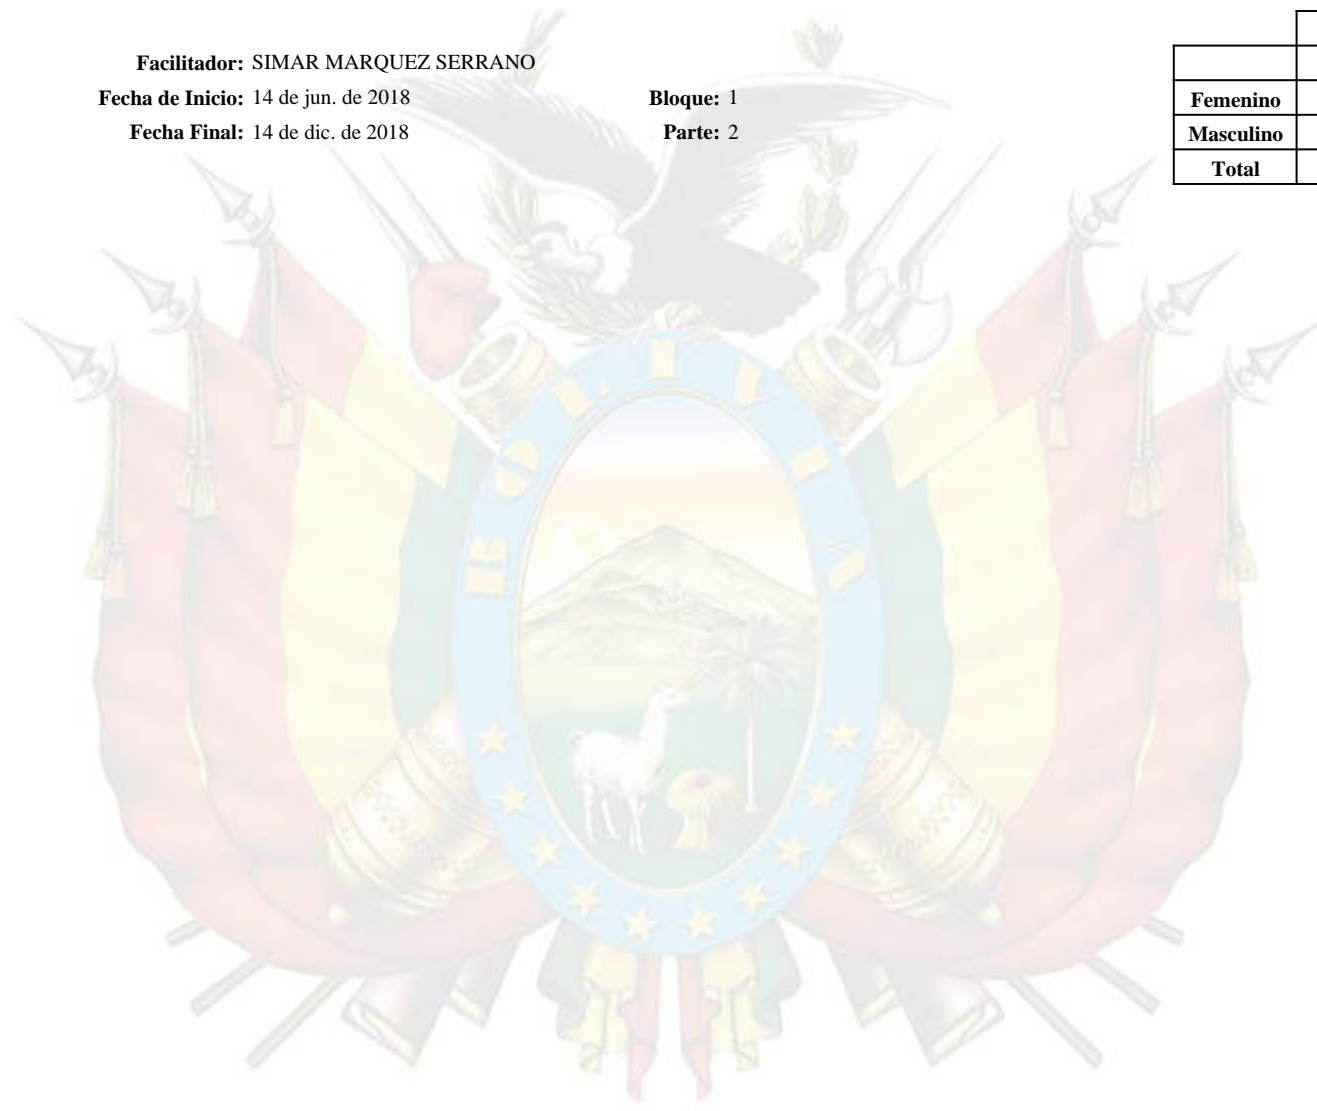 Facilitador: SIMAR MARQUEZ SERRANO
Fecha de Inicio: 14 de jun. de 2018 Bloque: 1
Fecha Final: 14 de dic. de 2018 Parte: 2
Femenino
Masculino
Total
BOLIVIA